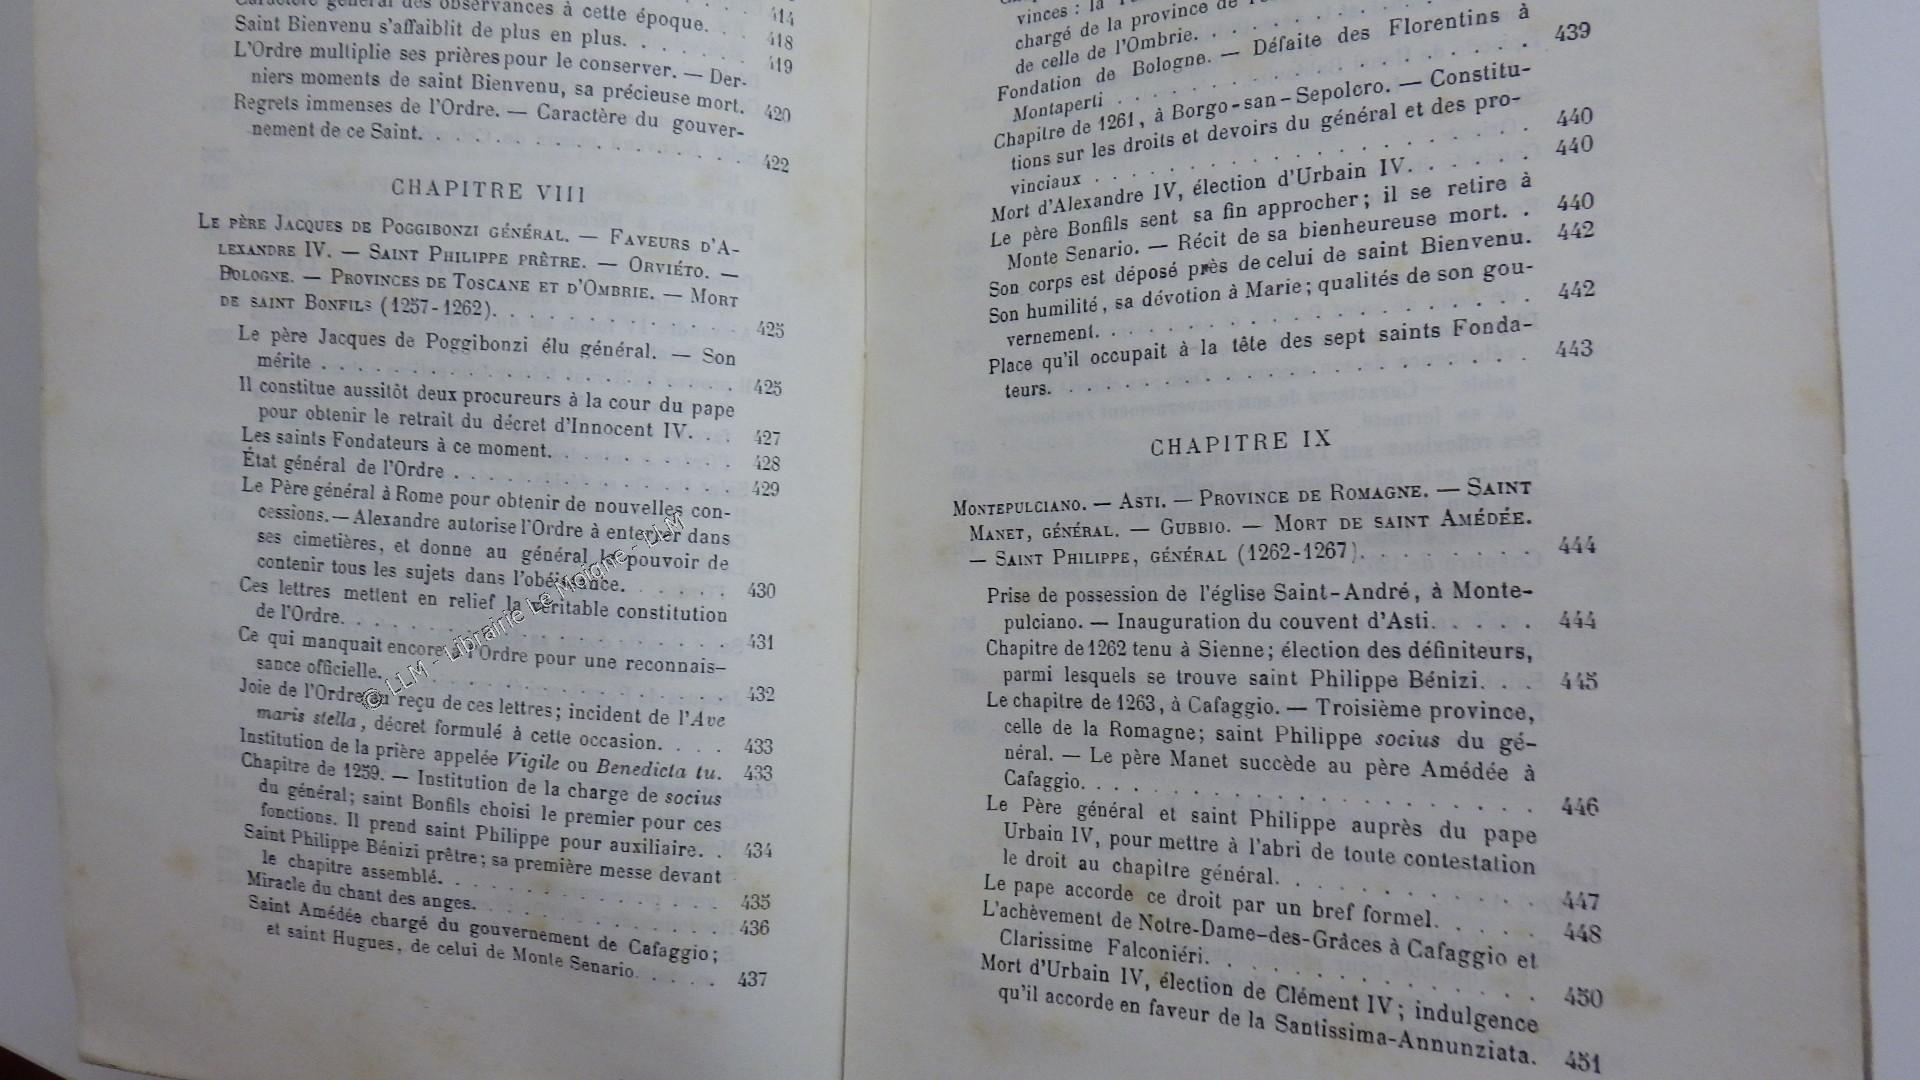 général des observances à cette époque. . . 414
Saint Bienvenu s'affaiblit de plus en plus. . . . . . 418
L'Ordre multiplie ses prières pour le conserver. — Der- 419
niers moments de saint Bienvenu, sa précieuse mort. 420
Regrets immenses de l'Ordre. — Caractère du gouver-
nement de ce Saint. . . . . . . . . . . . . . 422
CHAPITRE VIII
LE PÈRE JACQUES DE POGGIBONZI GÉNÉRAL. — FAVEURS D'A-
LEXANDRE IV. — SAINT PHILIPPE PRÊTRE. — ORVIÉTO. —
BOLOGNE. — PROVINCES DE TOSCANE ET D'OMBRIE. — MORT
DE SAINT BONFILS (1257-1262). . . . . . . . . . . . 425
Le père Jacques de Poggibonzi élu général. — Son
mérite . . . . . . . . . . . . . . . . . . 425
Il constitue aussitôt deux procureurs à la cour du pape
pour obtenir le retrait du décret d'Innocent IV. . . 427
Les saints Fondateurs à ce moment. . . . . . . . . 428
État général de l'Ordre . . . . . . . . . . . . . 429
Le Père général à Rome pour obtenir de nouvelles con-
cessions. — Alexandre autorise l'Ordre à enterrer dans
ses cimetières, et donne au général le pouvoir de
contenir tous les sujets dans l'obéissance. . . . . . 430
Ces lettres mettent en relief la véritable constitution
de l'Ordre. . . . . . . . . . . . . . . . . 431
Ce qui manquait encore à l'Ordre pour une reconnais-
sance officielle. . . . . . . . . . . . . . . 432
Joie de l'Ordre au reçu de ces lettres; incident de l'Ave
maris stella, décret formulé à cette occasion. . . . 433
Institution de la prière appelée Vigile ou Benedicta tu. 433
Chapitre de 1259. — Institution de la charge de socius
du général; saint Bonfils choisi le premier pour ces
fonctions. Il prend saint Philippe pour auxiliaire. . 434
Saint Philippe Bénizi prêtre; sa première messe devant
le chapitre assemblé. . . . . . . . . . . . . 435
Miracle du chant des anges. . . . . . . . . . . . 436
Saint Amédée chargé du gouvernement de Cafaggio;
et saint Hugues, de celui de Monte Senario. . . . . 437
© LLM - Librairie Le Moigne - LLM
vinces : la
chargé de la province de
de celle de l'Ombrie. . . . . . . . . . . . . 439
Fondation de Bologne. — Défaite des Florentins à
Montaperti . . . . . . . . . . . . . . . . .
Chapitre de 1261, à Borgo-san-Sepolcro. — Constitu-
tions sur les droits et devoirs du général et des pro-
vinciaux . . . . . . . . . . . . . . . . . 440
Mort d'Alexandre IV, élection d'Urbain IV. . . . . . 440
Le père Bonfils sent sa fin approcher; il se retire à
Monte Senario. — Récit de sa bienheureuse mort. . 440
Son corps est déposé près de celui de saint Bienvenu. 442
Son humilité, sa dévotion à Marie; qualités de son gou-
vernement. . . . . . . . . . . . . . . . . 442
Place qu'il occupait à la tête des sept saints Fonda-
teurs. . . . . . . . . . . . . . . . . . . 443
CHAPITRE IX
MONTEPULCIANO. — ASTI. — PROVINCE DE ROMAGNE. — SAINT
MANET, GÉNÉRAL. — GUBBIO. — MORT DE SAINT AMÉDÉE.
— SAINT PHILIPPE, GÉNÉRAL (1262-1267). . . . . . . . 444
Prise de possession de l'église Saint-André, à Monte-
pulciano. — Inauguration du couvent d'Asti. . . . . 444
Chapitre de 1262 tenu à Sienne; élection des définiteurs,
parmi lesquels se trouve saint Philippe Bénizi. . . 445
Le chapitre de 1263, à Cafaggio. — Troisième province,
celle de la Romagne; saint Philippe socius du gé-
néral. — Le père Manet succède au père Amédée à
Cafaggio. . . . . . . . . . . . . . . . . . 446
Le Père général et saint Philippe auprès du pape
Urbain IV, pour mettre à l'abri de toute contestation
le droit au chapitre général. . . . . . . . . . 447
Le pape accorde ce droit par un bref formel. . . . . 448
L'achèvement de Notre-Dame-des-Grâces à Cafaggio et
Clarissime Falconiéri. . . . . . . . . . . . . 450
Mort d'Urbain IV, élection de Clément IV; indulgence
qu'il accorde en faveur de la Santissima-Annunziata. 451